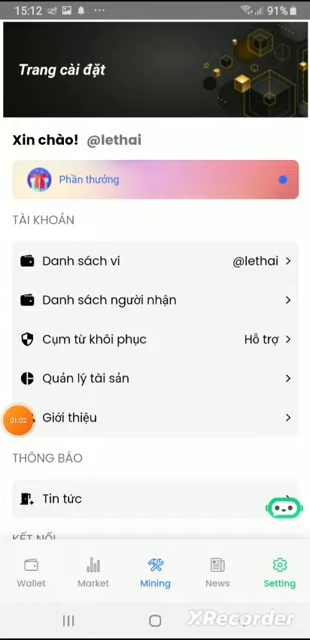 15:12
91%
Trang cài đặt
Xin chào! @lethai
Phần thưởng
TÀI KHOẢN
Danh sách ví @lethai
Danh sách người nhận
Cụm từ khôi phục Hỗ trợ
Quản lý tài sản
01:02
Giới thiệu
THÔNG BÁO
Tin tức
KẾT NỐI
Wallet Market Mining News Setting
XRecorder